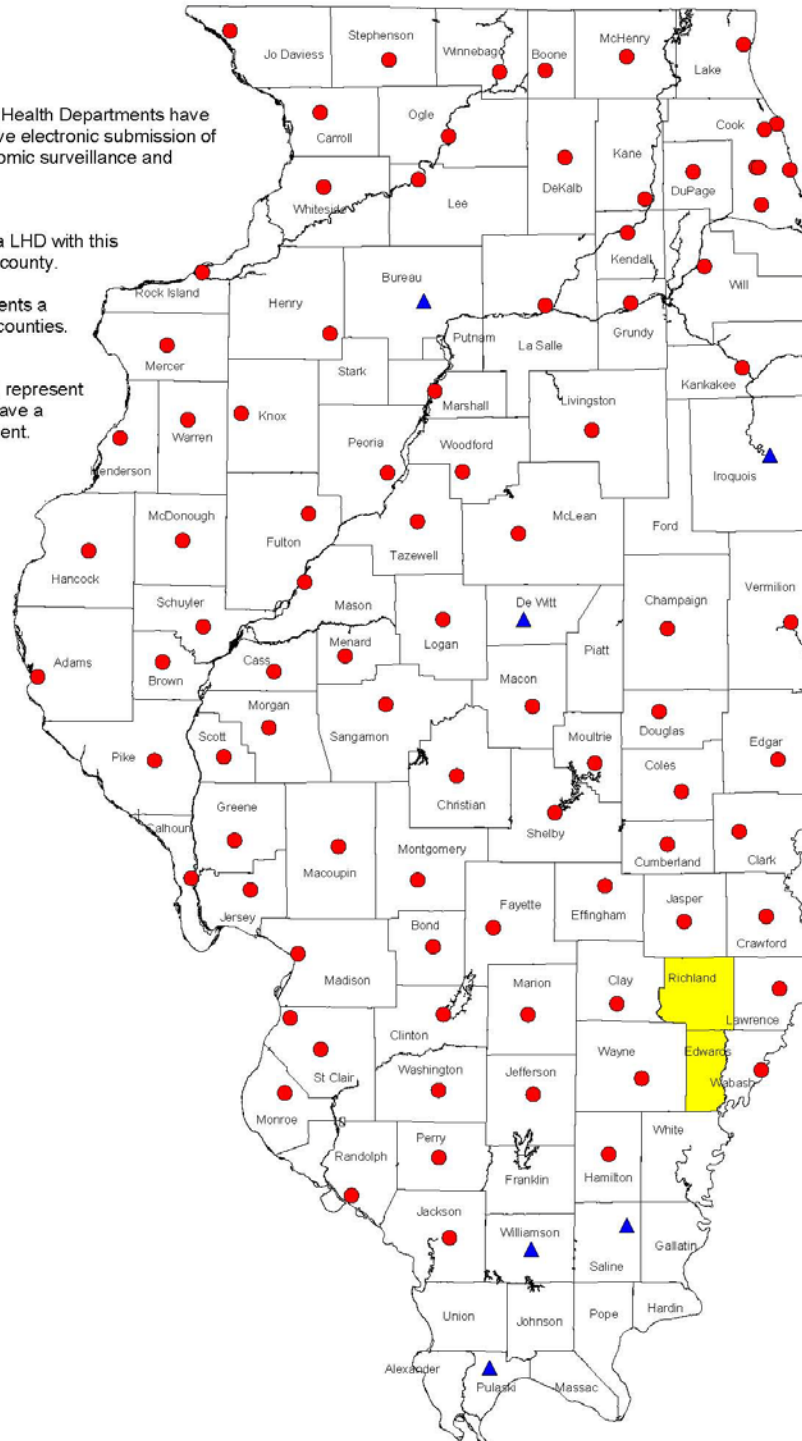 Jo Daviess
Stephenson
Winnebago
Boone
McHenry
Lake
Health Departments have
ve electronic submission of
omic surveillance and
Carroll
Ogle
DeKalb
Kane
Cook
DuPage
Whiteside
Lee
a LHD with this
county.
Kendall
Will
Rock Island
Henry
Bureau
ents a
counties.
Putnam
La Salle
Grundy
Mercer
Stark
Kankakee
represent
ave a
ent.
Henderson
Warren
Knox
Marshall
Livingston
Peoria
Woodford
Iroquois
Hancock
McDonough
Fulton
Tazewell
McLean
Ford
Schuyler
Mason
Logan
De Witt
Champaign
Vermilion
Adams
Brown
Cass
Menard
Piatt
Morgan
Macon
Pike
Scott
Sangamon
Moultrie
Douglas
Edgar
Christian
Coles
Calhoun
Greene
Shelby
Macoupin
Montgomery
Cumberland
Clark
Jersey
Fayette
Effingham
Jasper
Bond
Crawford
Madison
Marion
Clay
Richland
Clinton
Lawrence
St Clair
Washington
Jefferson
Wayne
Edwards
Wabash
Monroe
Randolph
Perry
Franklin
Hamilton
White
Jackson
Williamson
Saline
Gallatin
Union
Johnson
Pope
Hardin
Alexander
Pulaski
Massac